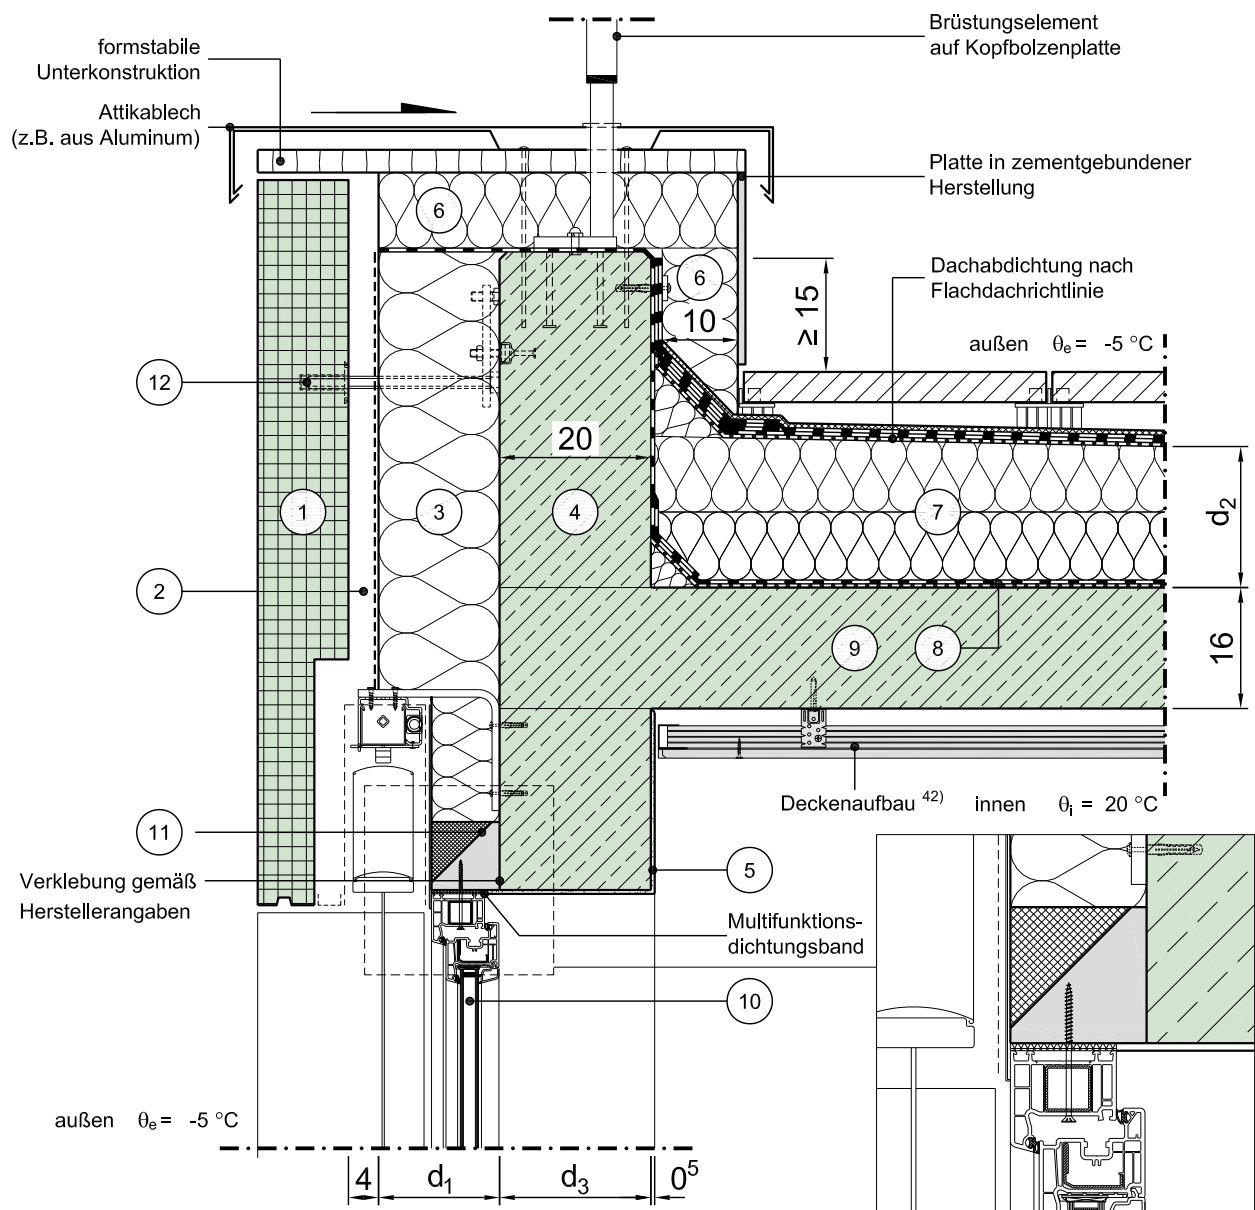 Brüstungselement
auf Kopfbolzenplatte
formstabile
Unterkonstruktion
Attikablech
(z.B. aus Aluminum)
Platte in zementgebundener
Herstellung
6
6
Dachabdichtung nach
Flachdachrichtlinie
≥ 15
10
außen θe = -5 °C
12
20
1
3
4
7
d2
2
9
8
16
Deckenaufbau 42)
innen θi = 20 °C
11
5
Verklebung gemäß
Herstellerangaben
Multifunktions-
dichtungsband
10
außen θe = -5 °C
4
d1
d3
0⁵